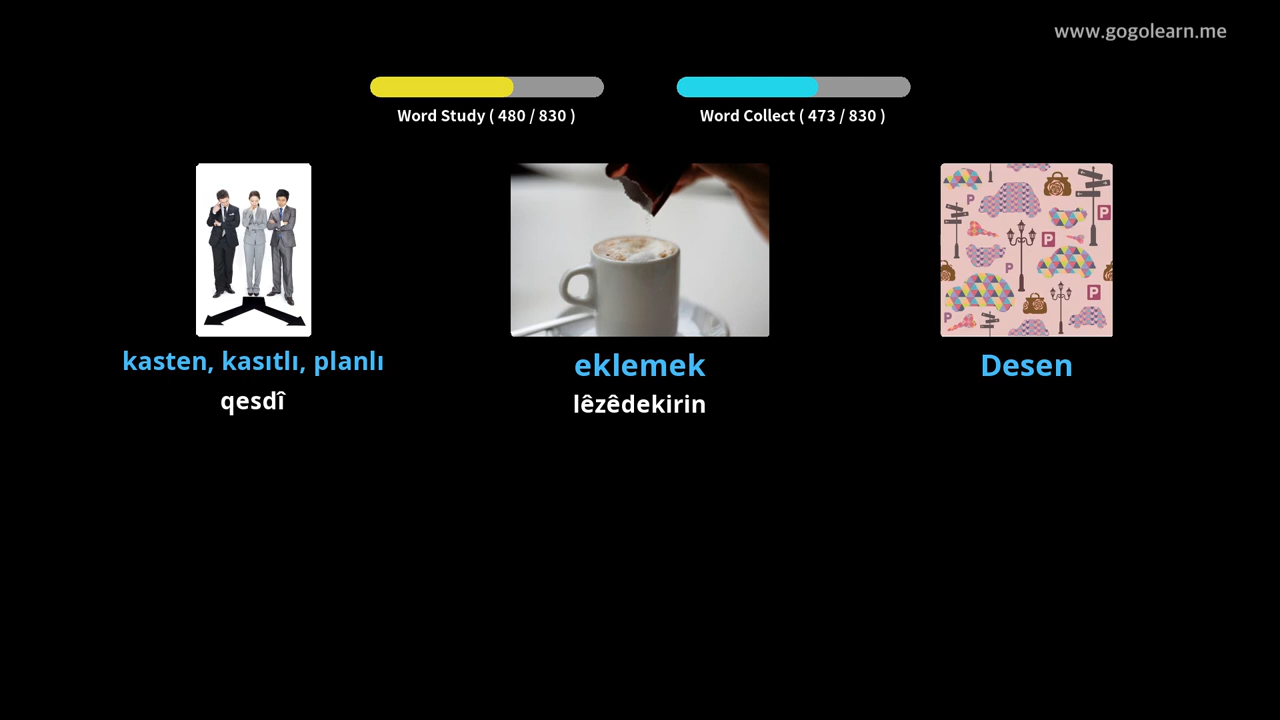 www.gogolearn.me
Word Study ( 480 / 830 )
Word Collect ( 473 / 830 )
P
P
P
P
P
P
kasten, kasıtlı, planlı
eklemek
Desen
qesdî
lêzêdekirin